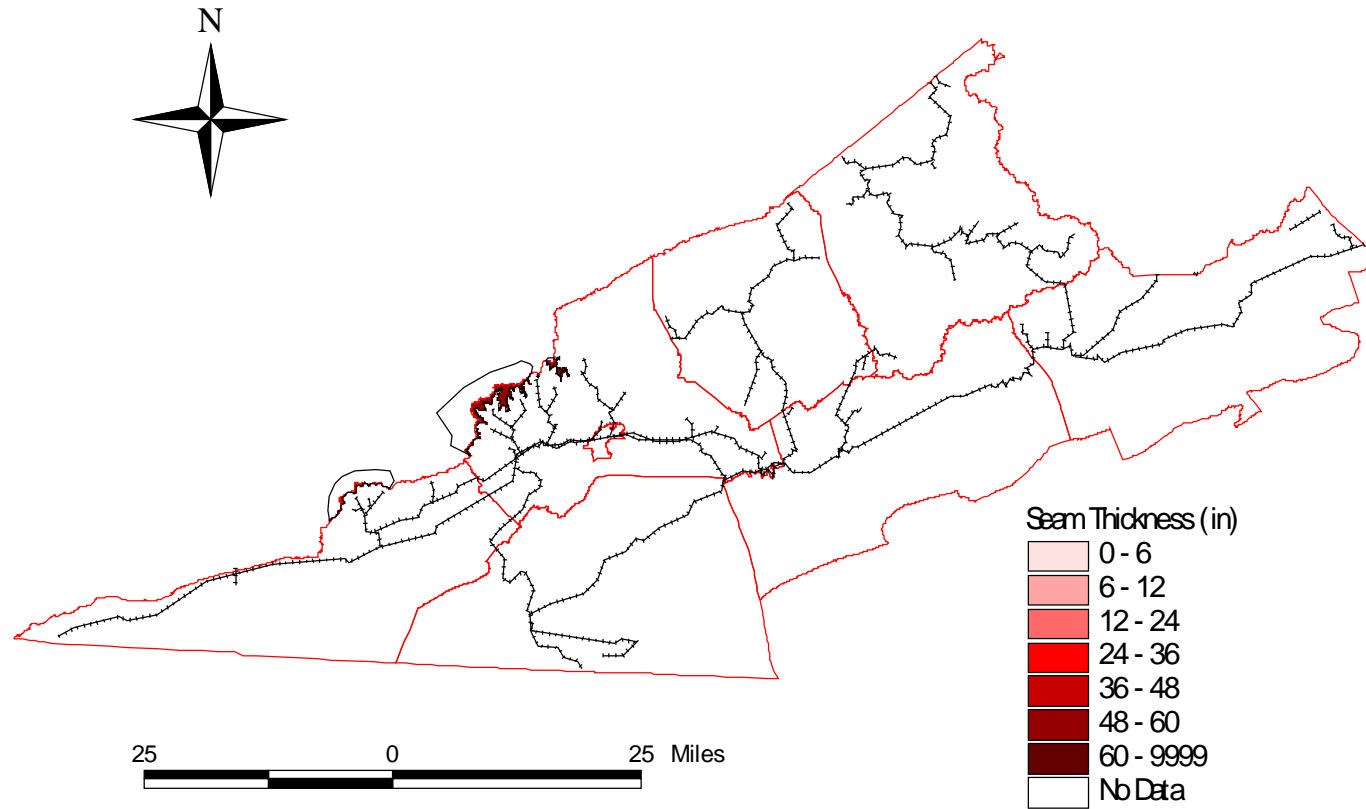 N
Seam Thickness (in)
0 - 6
6 - 12
12 - 24
24 - 36
36 - 48
48 - 60
60 - 9999
No Data
25 0 25 Miles